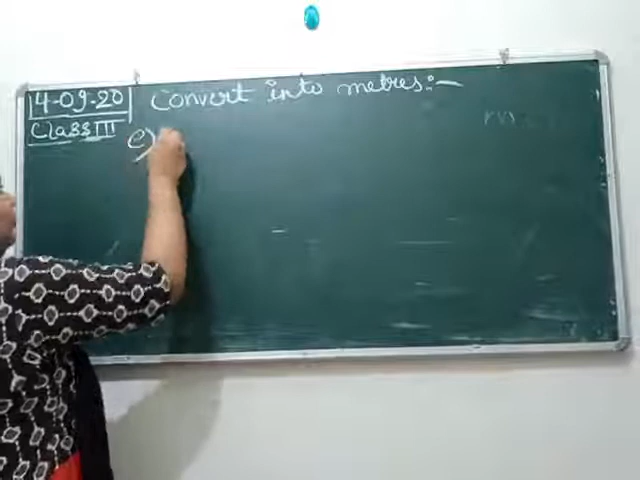 14-09-20 Convert into metres:-
Class III
e)
m